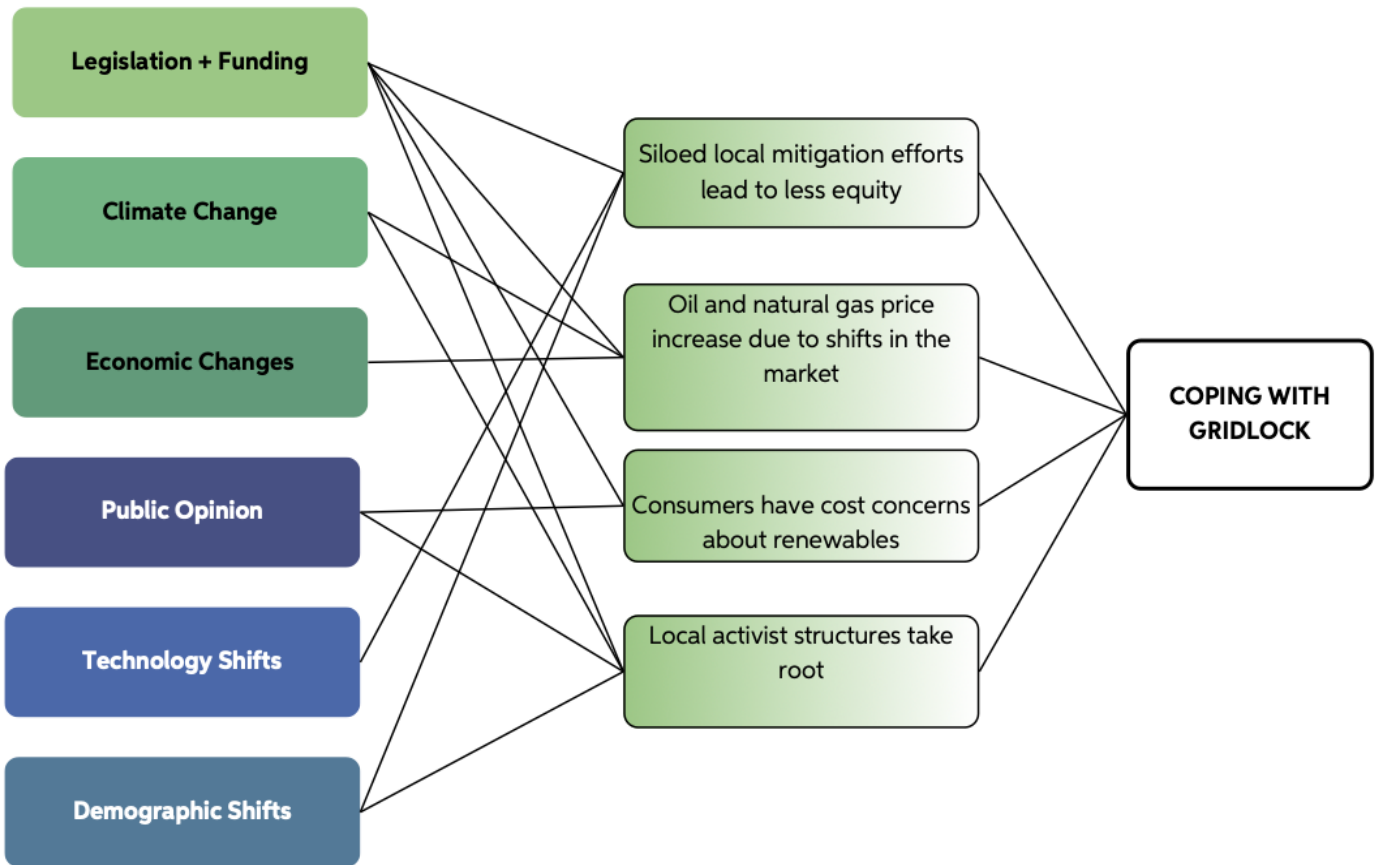 Legislation + Funding
Climate Change
Economic Changes
Public Opinion
Technology Shifts
Demographic Shifts
Siloed local mitigation efforts
lead to less equity
Oil and natural gas price
increase due to shifts in the
market
Consumers have cost concerns
about renewables
Local activist structures take
root
COPING WITH
GRIDLOCK